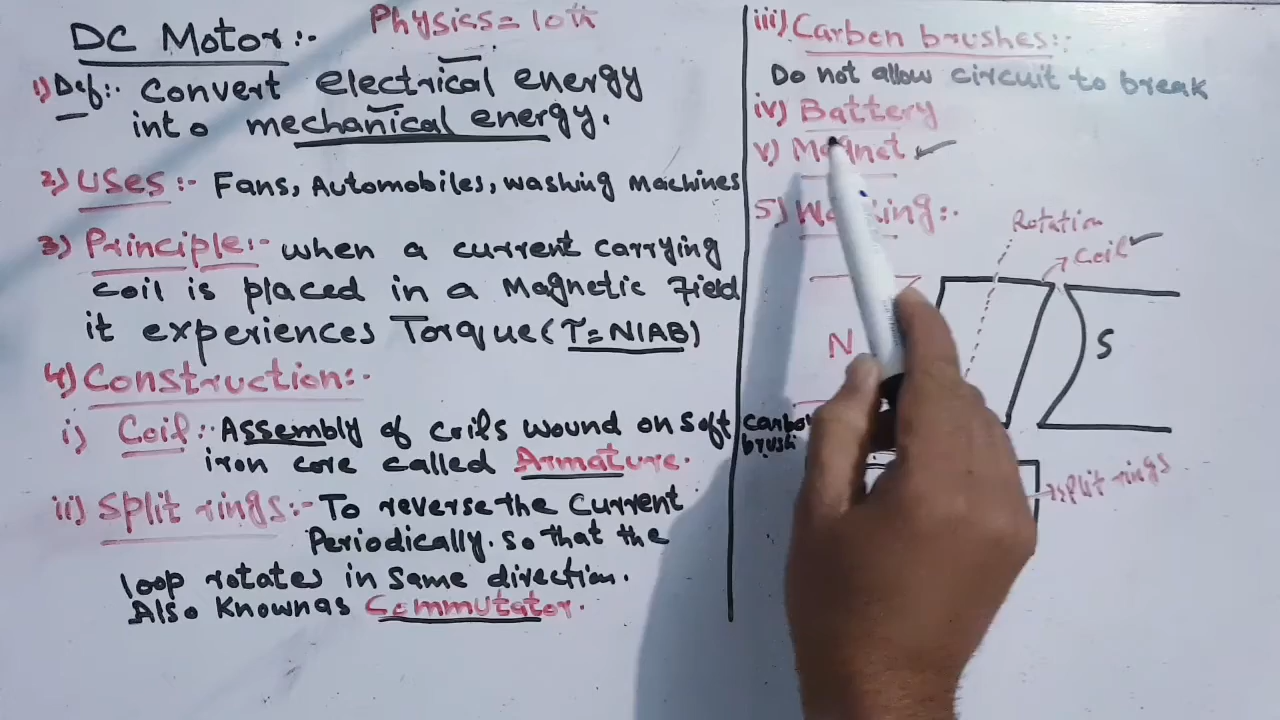 DC Motor:-
Physics = 10th
1) Def:- Convert electrical energy
into mechanical energy.
2) Uses:- Fans, Automobiles, washing Machines
3) Principle:- when a current carrying
coil is placed in a Magnetic Field
it experiences Torque (τ=NIAB)
4) Construction:-
i) Coil:- Assembly of coils wound on soft
iron core called Armature.
ii) Split rings:- To reverse the current
Periodically. so that the
loop rotates in same direction.
Also Known as Commutator.
iii) Carben brushes:-
Do not allow circuit to break
iv) Battery
v) Magnet ✓
5) Working:-
Rotation
Coil ✓
N
S
brush
split rings